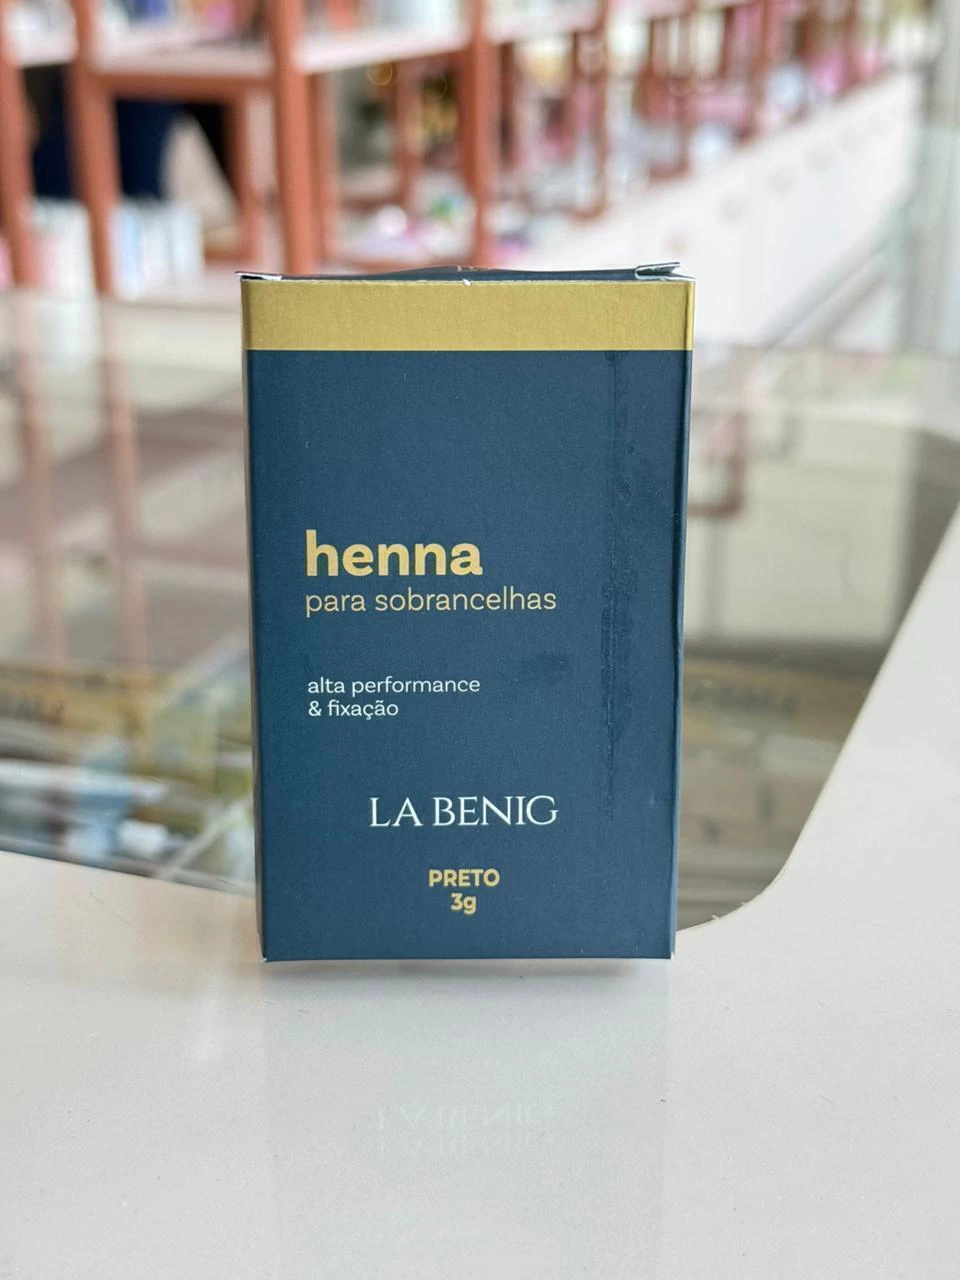 henna
para sobrancelhas
alta performance
& fixação
LA BENIG
PRETO
3g